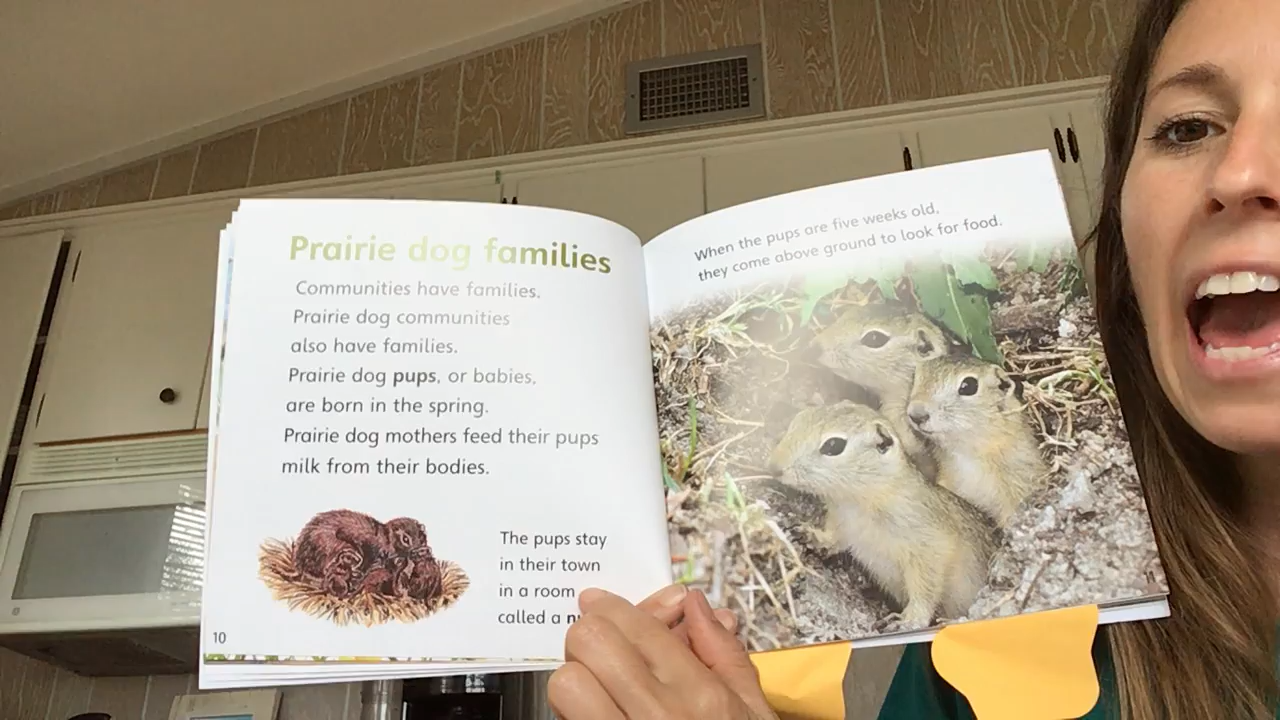 Prairie dog families
Communities have families.
Prairie dog communities
also have families.
Prairie dog pups, or babies,
are born in the spring.
Prairie dog mothers feed their pups
milk from their bodies.
The pups stay
in their town
in a room
called a
10
When the pups are five weeks old,
they come above ground to look for food.